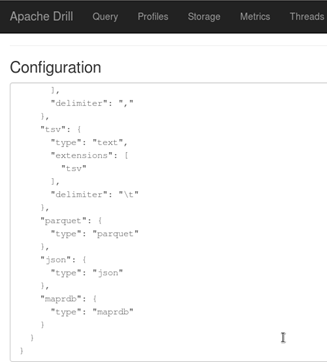 Apache Drill Query Profiles Storage Metrics Threads
Configuration
],
"delimiter": ","
},
"tsv": {
"type": "text",
"extensions": [
"tsv"
],
"delimiter": "\t"
},
"parquet": {
"type": "parquet"
},
"json": {
"type": "json"
},
"maprdb": {
"type": "maprdb"
}
}
}